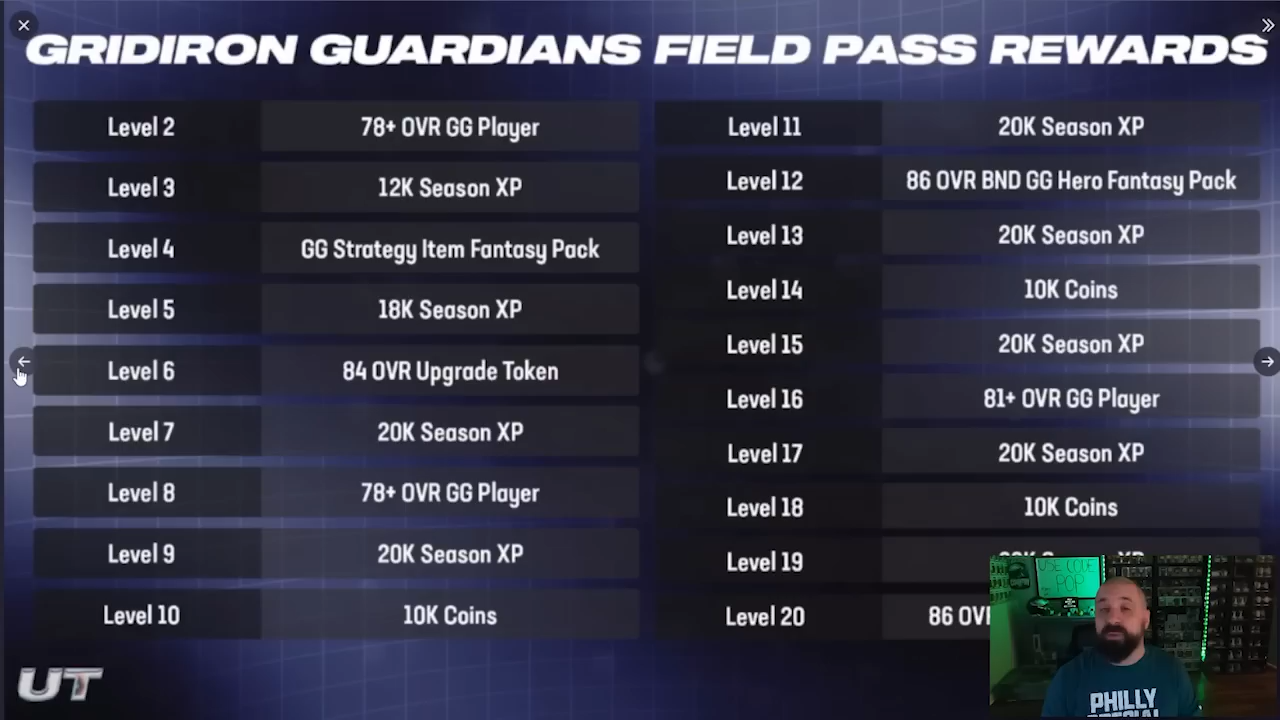 GRIDIRON GUARDIANS FIELD PASS REWARDS
Level 2 78+ OVR GG Player
Level 3 12K Season XP
Level 4 GG Strategy Item Fantasy Pack
Level 5 18K Season XP
Level 6 84 OVR Upgrade Token
Level 7 20K Season XP
Level 8 78+ OVR GG Player
Level 9 20K Season XP
Level 10 10K Coins
Level 11 20K Season XP
Level 12 86 OVR BND GG Hero Fantasy Pack
Level 13 20K Season XP
Level 14 10K Coins
Level 15 20K Season XP
Level 16 81+ OVR GG Player
Level 17 20K Season XP
Level 18 10K Coins
Level 19
Level 20 86
UT
USE CODE
POP
PHILLY